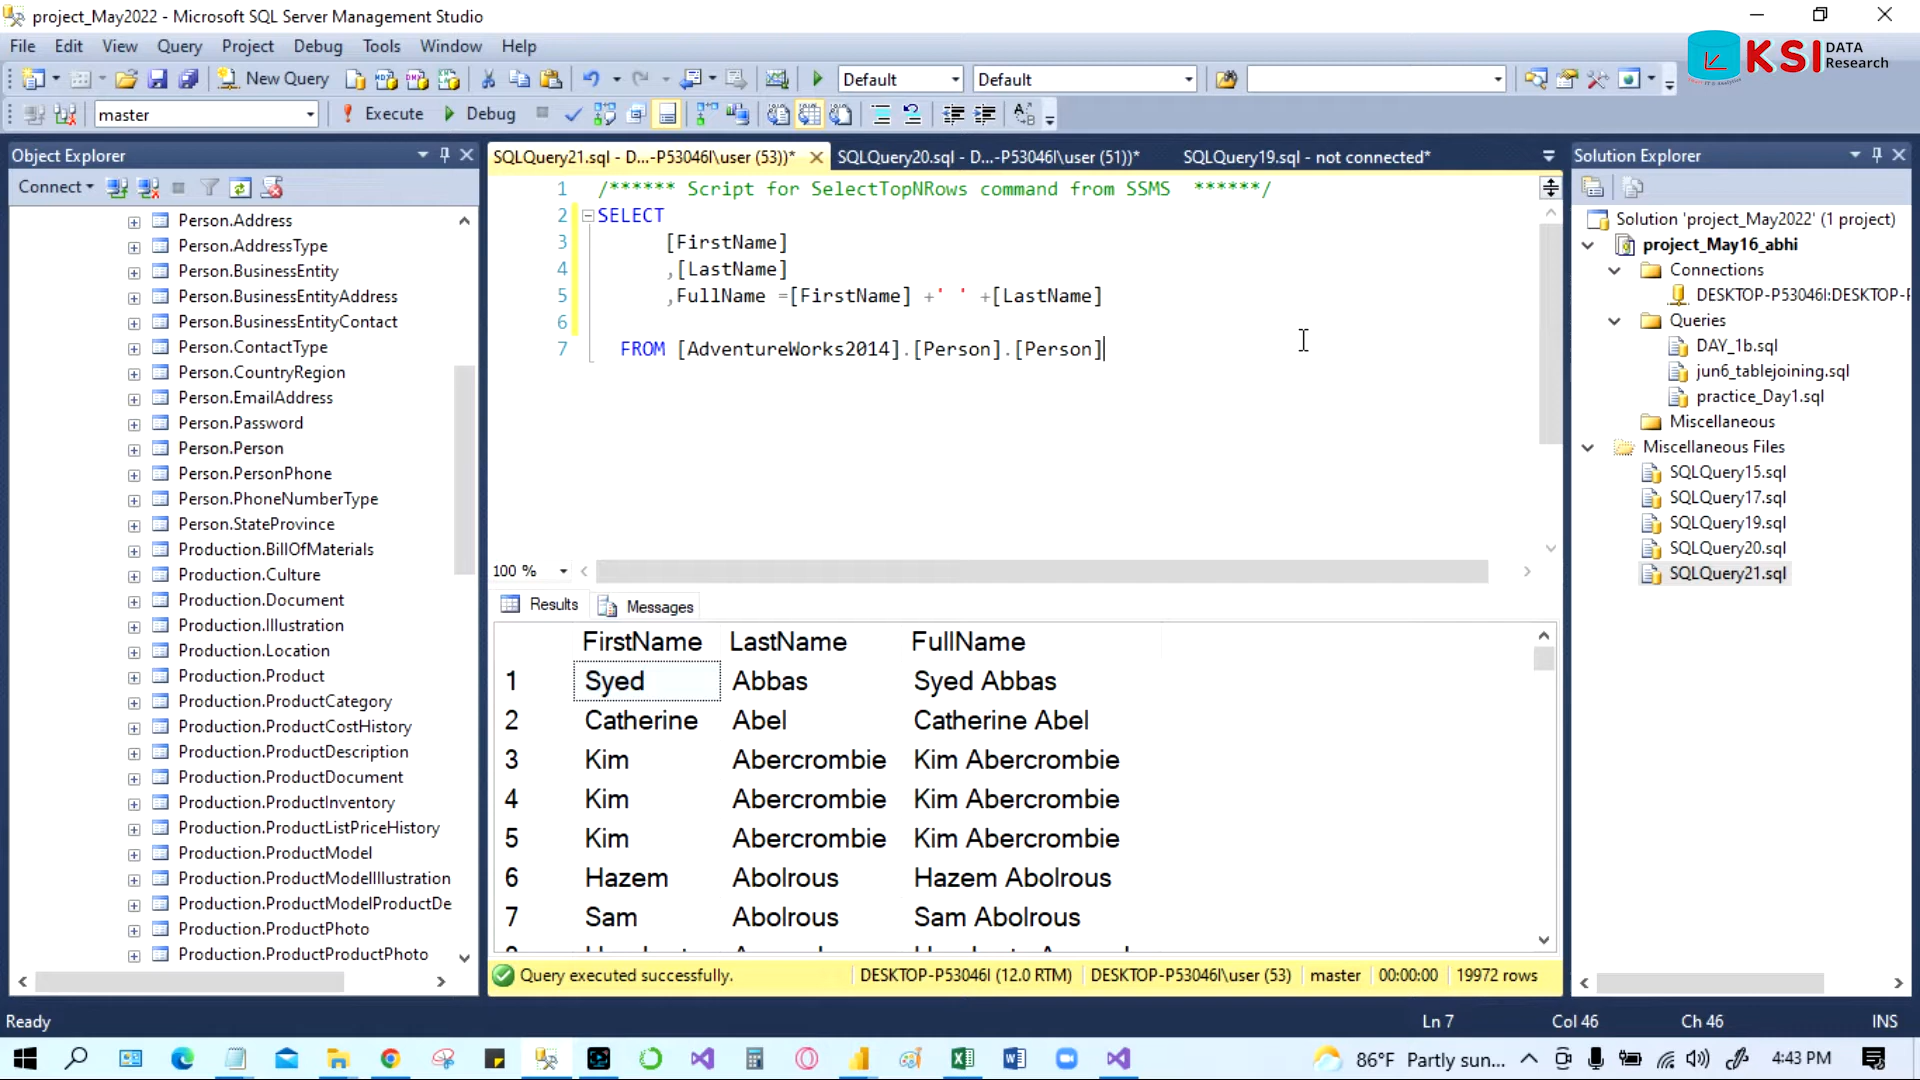 project_May2022 - Microsoft SQL Server Management Studio
File Edit View Query Project Debug Tools Window Help
KSI DATA Research
New Query Default Default
master Execute Debug
Object Explorer
Connect
Person.Address
Person.AddressType
Person.BusinessEntity
Person.BusinessEntityAddress
Person.BusinessEntityContact
Person.ContactType
Person.CountryRegion
Person.EmailAddress
Person.Password
Person.Person
Person.PersonPhone
Person.PhoneNumberType
Person.StateProvince
Production.BillOfMaterials
Production.Culture
Production.Document
Production.Illustration
Production.Location
Production.Product
Production.ProductCategory
Production.ProductCostHistory
Production.ProductDescription
Production.ProductDocument
Production.ProductInventory
Production.ProductListPriceHistory
Production.ProductModel
Production.ProductModelIllustration
Production.ProductModelProductDe
Production.ProductPhoto
Production.ProductProductPhoto
SQLQuery21.sql - D...-P53046I\user (53))* SQLQuery20.sql - D...-P53046I\user (51))* SQLQuery19.sql - not connected*
1 /****** Script for SelectTopNRows command from SSMS ******/
2 SELECT
3 [FirstName]
4 ,[LastName]
5 ,FullName =[FirstName] +' ' +[LastName]
6
7 FROM [AdventureWorks2014].[Person].[Person]
100 %
Results Messages
FirstName LastName FullName
1 Syed Abbas Syed Abbas
2 Catherine Abel Catherine Abel
3 Kim Abercrombie Kim Abercrombie
4 Kim Abercrombie Kim Abercrombie
5 Kim Abercrombie Kim Abercrombie
6 Hazem Abolrous Hazem Abolrous
7 Sam Abolrous Sam Abolrous
Query executed successfully. DESKTOP-P53046I (12.0 RTM) DESKTOP-P53046I\user (53) master 00:00:00 19972 rows
Solution Explorer
Solution 'project_May2022' (1 project)
project_May16_abhi
Connections
DESKTOP-P53046I:DESKTOP-F
Queries
DAY_1b.sql
jun6_tablejoining.sql
practice_Day1.sql
Miscellaneous
Miscellaneous Files
SQLQuery15.sql
SQLQuery17.sql
SQLQuery19.sql
SQLQuery20.sql
SQLQuery21.sql
Ready Ln 7 Col 46 Ch 46 INS
86°F Partly sun... 4:43 PM